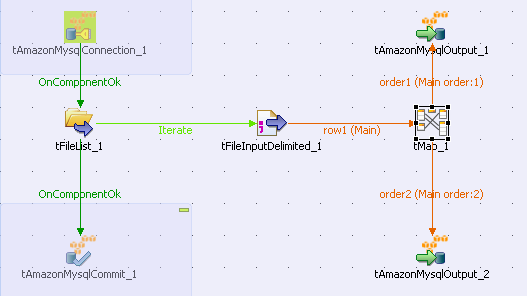 tAmazonMysqlConnection_1
tAmazonMysqlOutput_1
OnComponentOk
order1 (Main order:1)
Iterate
row1 (Main)
tFileList_1
tFileInputDelimited_1
tMap_1
OnComponentOk
order2 (Main order:2)
tAmazonMysqlCommit_1
tAmazonMysqlOutput_2